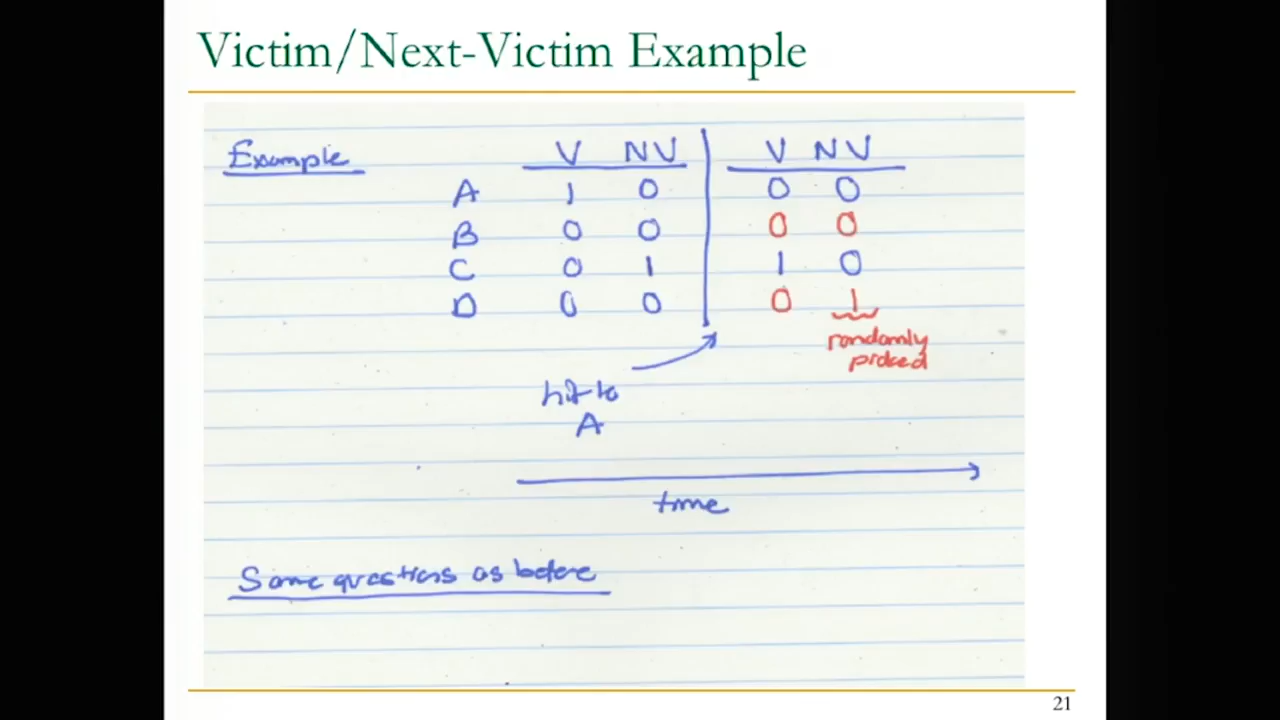 Victim/Next-Victim Example
Example V NV V NV
A 1 0 0 0
B 0 0 0 0
C 0 1 1 0
D 0 0 0 1
randomly
picked
hit to
A
time
Same questions as before
21